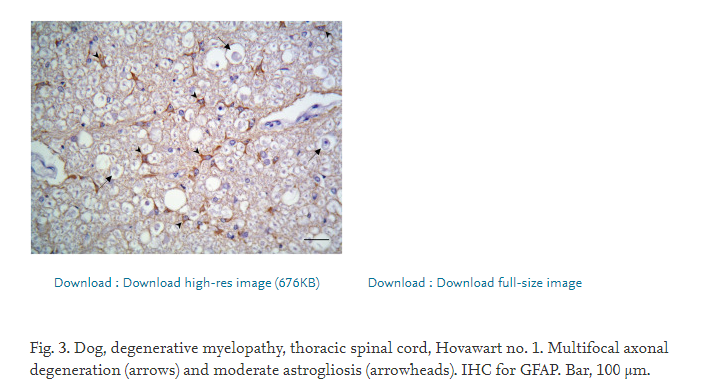 Download : Download high-res image (676KB)
Download : Download full-size image
Fig. 3. Dog, degenerative myelopathy, thoracic spinal cord, Hovawart no. 1. Multifocal axonal
degeneration (arrows) and moderate astrogliosis (arrowheads). IHC for GFAP. Bar, 100 μm.